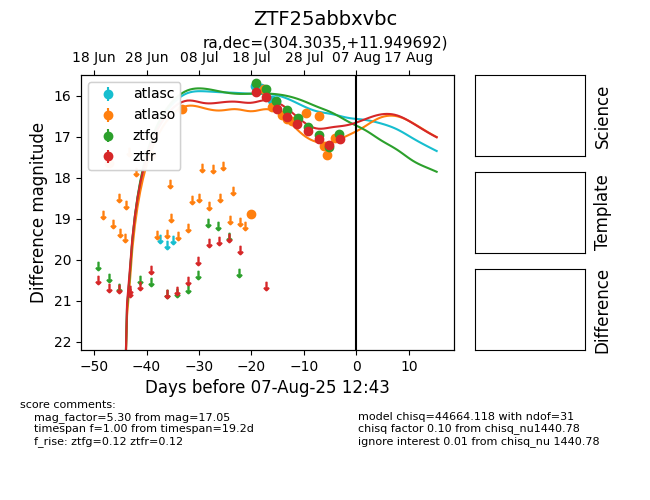 ZTF25abbxvbc
ra,dec=(304.3035,+11.949692)
18 Jun 28 Jun 08 Jul 18 Jul 28 Jul 07 Aug 17 Aug
atlasc
atlaso
ztfg
ztfr
16
17
18
19
20
21
22
Difference magnitude
−50 −40 −30 −20 −10 0 10
Days before 07-Aug-25 12:43
Science
Template
Difference
score comments:
mag_factor=5.30 from mag=17.05
timespan f=1.00 from timespan=19.2d
f_rise: ztfg=0.12 ztfr=0.12
model chisq=44664.118 with ndof=31
chisq factor 0.10 from chisq_nu1440.78
ignore interest 0.01 from chisq_nu 1440.78